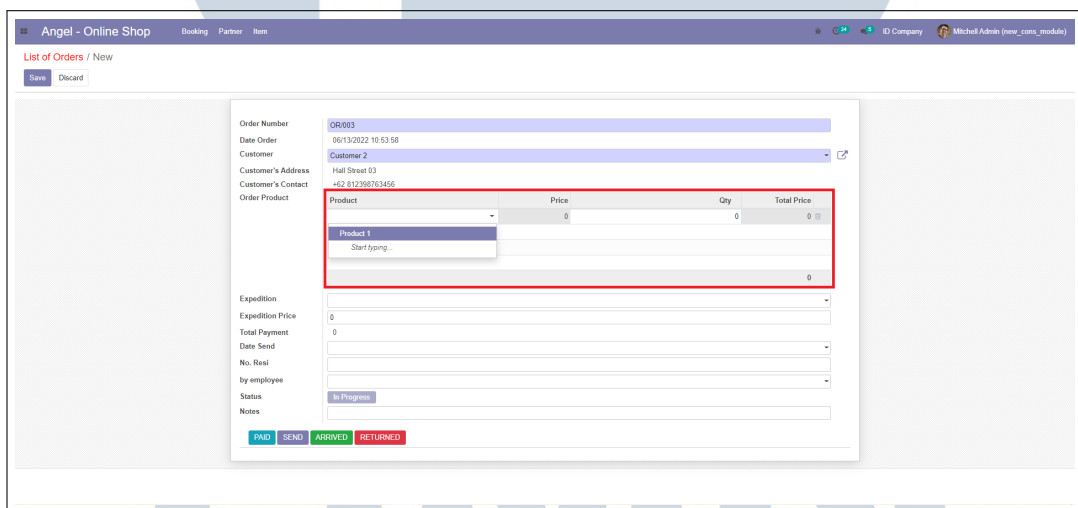 Angel - Online Shop Booking Partner Item 34 5 ID Company Mitchell Admin (new_cons_module)
List of Orders / New
Save Discard
Order Number OR/003
Date Order 06/13/2022 10:53:58
Customer Customer 2
Customer's Address Hall Street 03
Customer's Contact +62 812398763456
Order Product Product Price Qty Total Price
0 0 0
Product 1
Start typing...
0
Expedition
Expedition Price 0
Total Payment 0
Date Send
No. Resi
by employee
Status In Progress
Notes
PAID SEND ARRIVED RETURNED